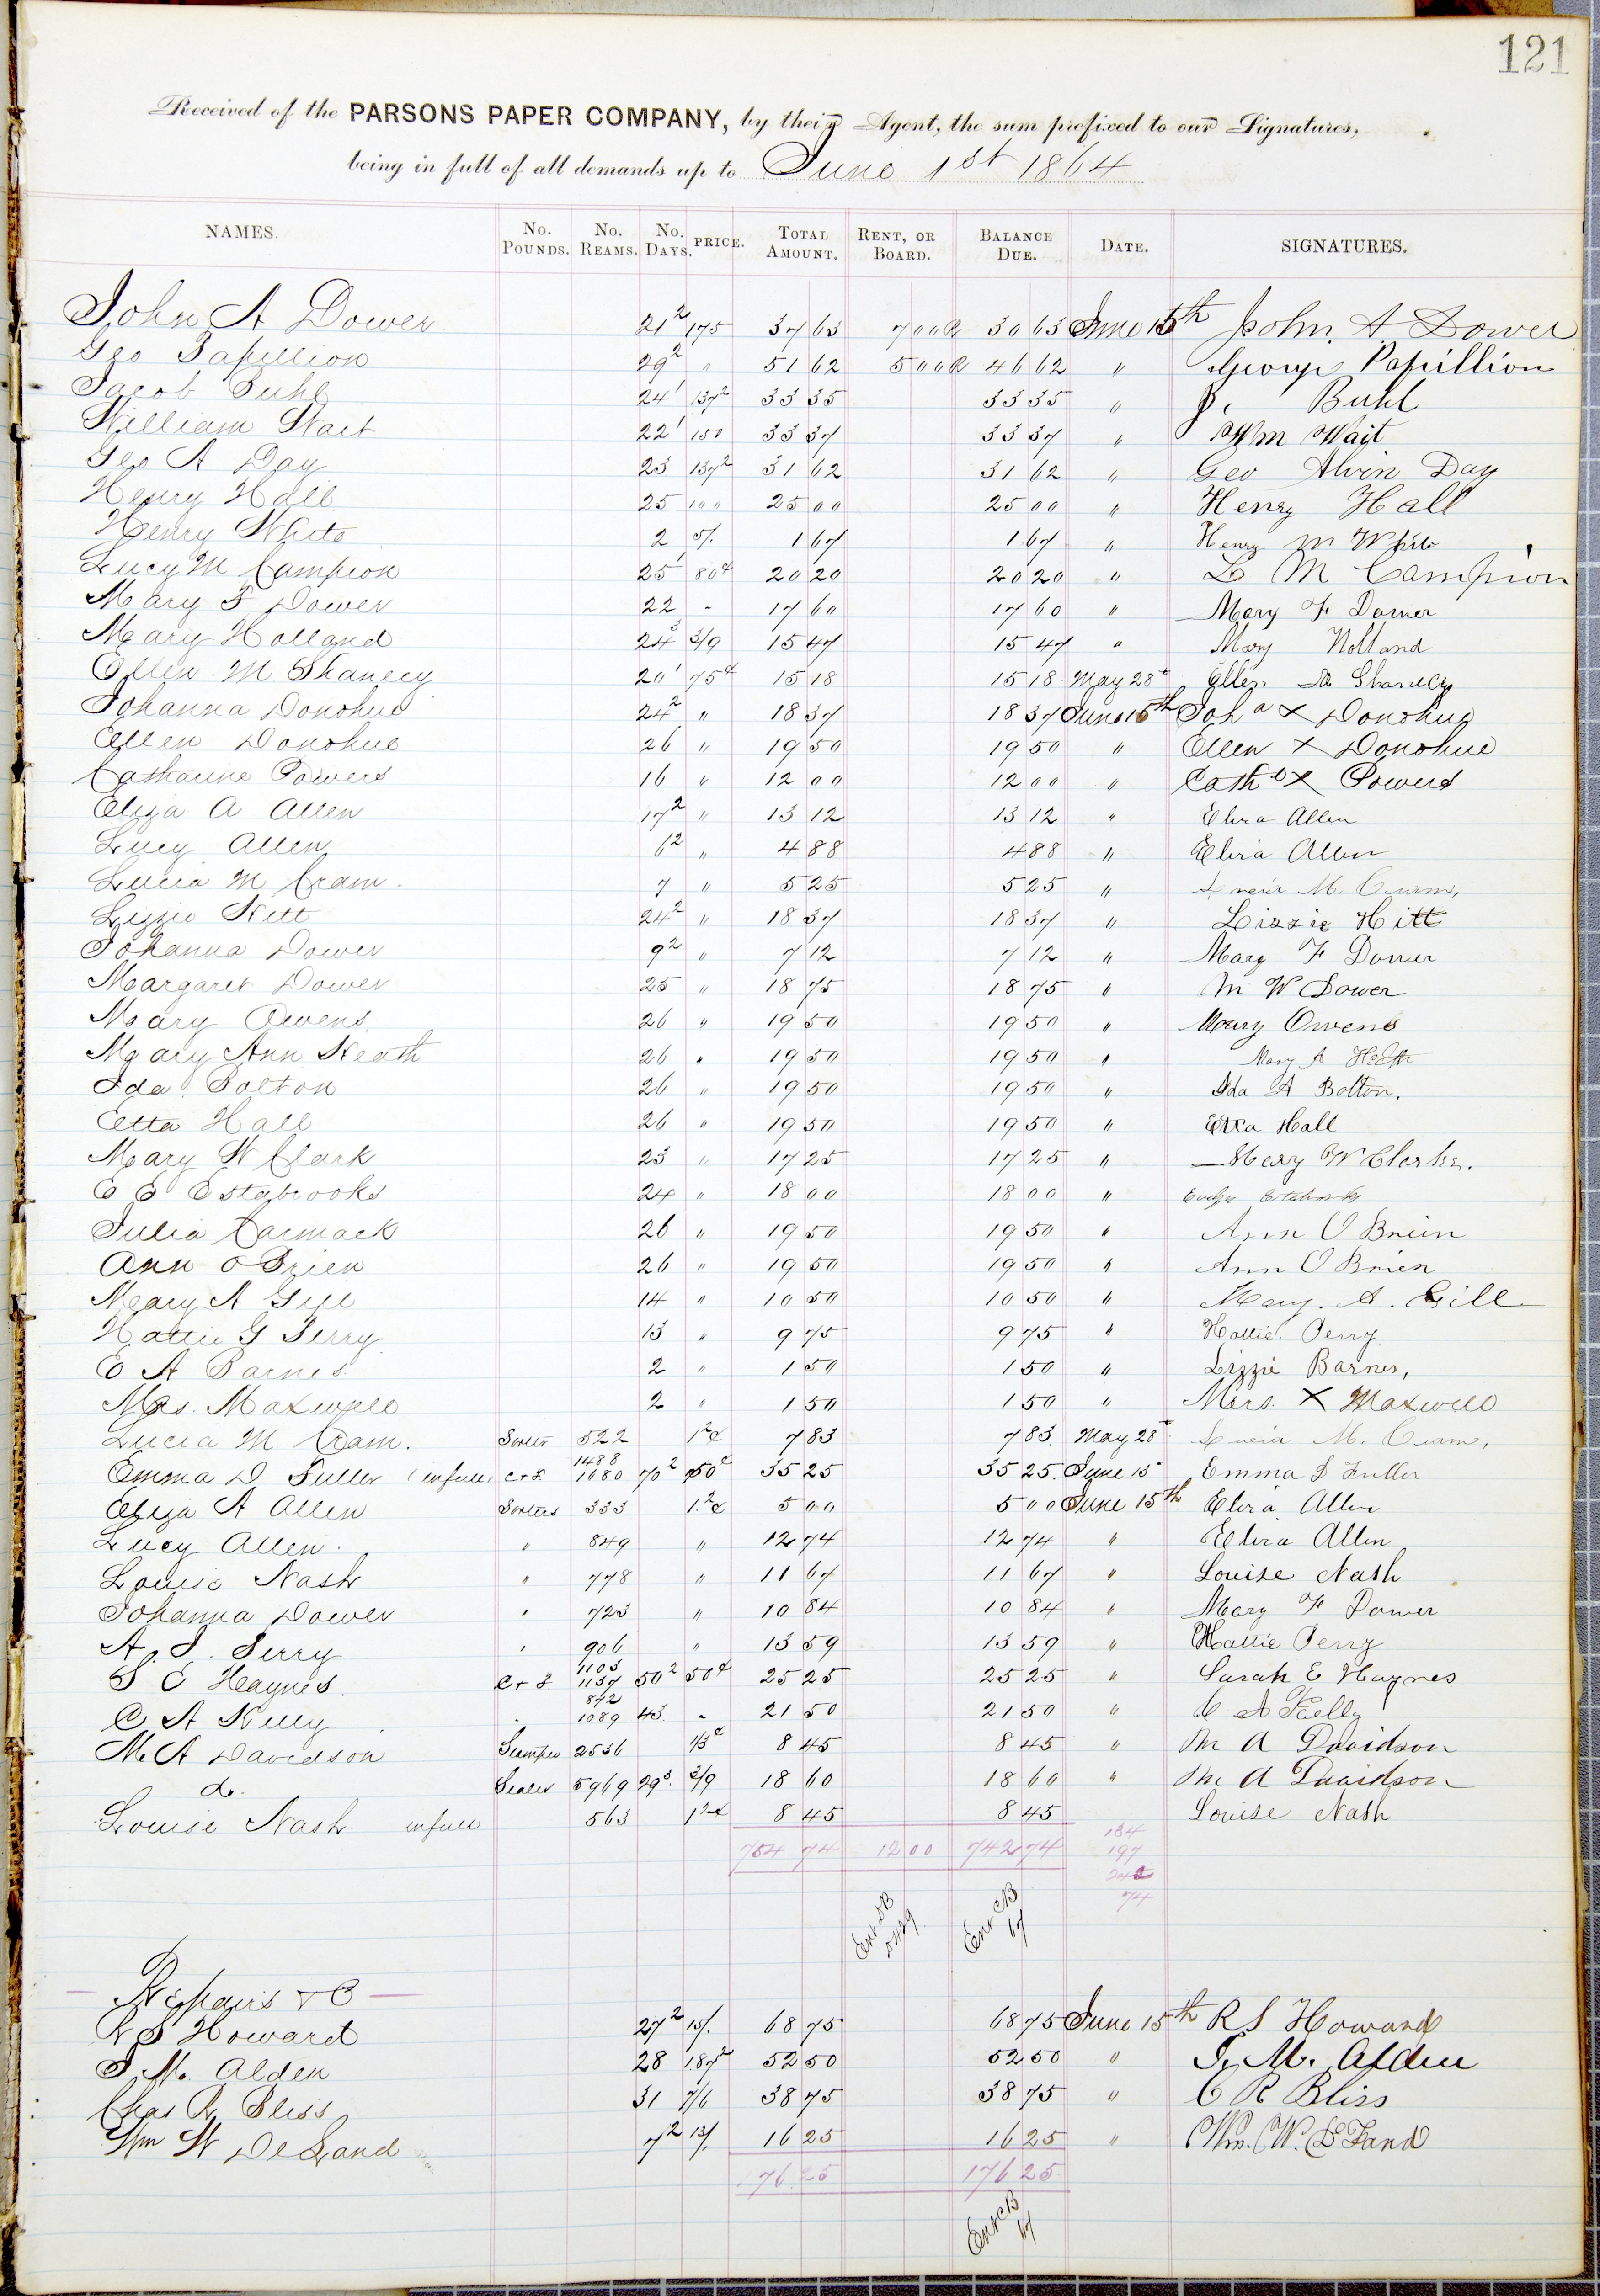 121
Received of the PARSONS PAPER COMPANY, by their Agent, the sum prefixed to our Signatures,
being in full of all demands up to June 1st 1864
NAMES. No. POUNDS. No. REAMS. No. DAYS. PRICE. TOTAL AMOUNT. RENT, OR BOARD. BALANCE DUE. DATE. SIGNATURES.
John A Dower 21 2 175 37 63 7 00 R 30 63 June 15th John. A Dower
Geo Papillion 29 2 " 51 62 5 00 R 46 62 " George Papillion
Jacob Buhl 24 1 137 2 33 35 33 35 " J. Buhl
William Wait 22 1 150 33 37 33 37 " Wm Wait
Geo A Day 23 137 2 31 62 31 62 " Geo Alvin Day
Henry Hall 25 100 25 00 25 00 " Henry Hall
Henry White 2 5/. 1 67 1 67 " Henry M White
Lucy M Campion 25 1 80¢ 20 20 20 20 " L M Campion
Mary F Dower 22 - 17 60 17 60 " Mary F Dower
Mary Holland 24 3 3/9 15 47 15 47 " Mary Holland
Ellen M Shanecy 20 1 75¢ 15 18 15 18 May 28th Ellen M Shanecy
Johanna Donohue 24 2 " 18 37 18 37 June 15th Joha X Donohue
Ellen Donohue 26 " 19 50 19 50 " Ellen X Donohue
Catharine Powers 16 " 12 00 12 00 " Cath X Powers
Eliza A Allen 17 2 " 13 12 13 12 " Eliza Allen
Lucy Allen 6 2 " 4 88 4 88 " Eliza Allen
Lucia M Cram. 7 " 5 25 5 25 " Lucia M. Cram,
Lizzie Hitt 24 2 " 18 37 18 37 " Lizzie Hitt
Johanna Dower 9 2 " 7 12 7 12 " Mary F Dower
Margaret Dower 25 " 18 75 18 75 " M W Dower
Mary Owens 26 " 19 50 19 50 " Mary Owens
Mary Ann Heath 26 " 19 50 19 50 " Mary A Heath
Ida Bolton 26 " 19 50 19 50 " Ida A Bolton.
Etta Hall 26 " 19 50 19 50 " Etta Hall
Mary W Clark 23 " 17 25 17 25 " Mary W Clarke.
E E Estabrooks 24 " 18 00 18 00 "
Julia Carmack 26 " 19 50 19 50 " Ann O Brien
Ann O Brien 26 " 19 50 19 50 " Ann O Brien
Mary A Gill 14 " 10 50 10 50 " Mary. A. Gill
Hattie G Perry 13 " 9 75 9 75 " Hattie. Perry
E A Barnes 2 " 1 50 1 50 " Lizzie Barnes,
Mrs. Maxwell 2 " 1 50 1 50 " Mrs. X Maxwell
Lucia M Cram. 522 1 2¢ 7 83 7 83 May 28th Lucia M. Cram,
Emma D Fuller (in full) C & F. 1488 1680 70 2 50¢ 35 25 35 25 June 15 Emma D Fuller
Eliza A Allen Sorters 333 1 2¢ 5 00 5 00 June 15th Eliza Allen
Lucy Allen. " 849 " 12 74 12 74 " Eliza Allen
Louise Nash " 778 " 11 67 11 67 " Louise Nash
Johanna Dower " 723 " 10 84 10 84 " Mary F Dower
A. J. Perry " 906 " 13 59 13 59 " Hattie Perry
S E Haynes. C & F. 1103 1137 50 2 50¢ 25 25 25 25 " Sarah E Haynes
C A Kelly " 842 1089 43 " 21 50 21 50 " C A Kelly
M A Davidson Stamper 2536 1/3¢ 8 45 8 45 " M A Davidson
do. Sealer 5969 29 3 3/9 18 60 18 60 " M A Davidson
Louise Nash in full 563 1 2¢ 8 45 8 45 Louise Nash
754 74 12 00 742 74
184
197
74
Ent CB 67
Repairs & C
R S Howard 27 2 15/. 68 75 68 75 June 15th R S Howard
S M. Alden 28 187 2 52 50 52 50 " S. M. Alden
Chas R Bliss 31 7/6 38 75 38 75 " C R Bliss
Wm W DeLand 7 2 13/. 16 25 16 25 " Wm. W. DeLand
176 25 176 25
Ent CB 67